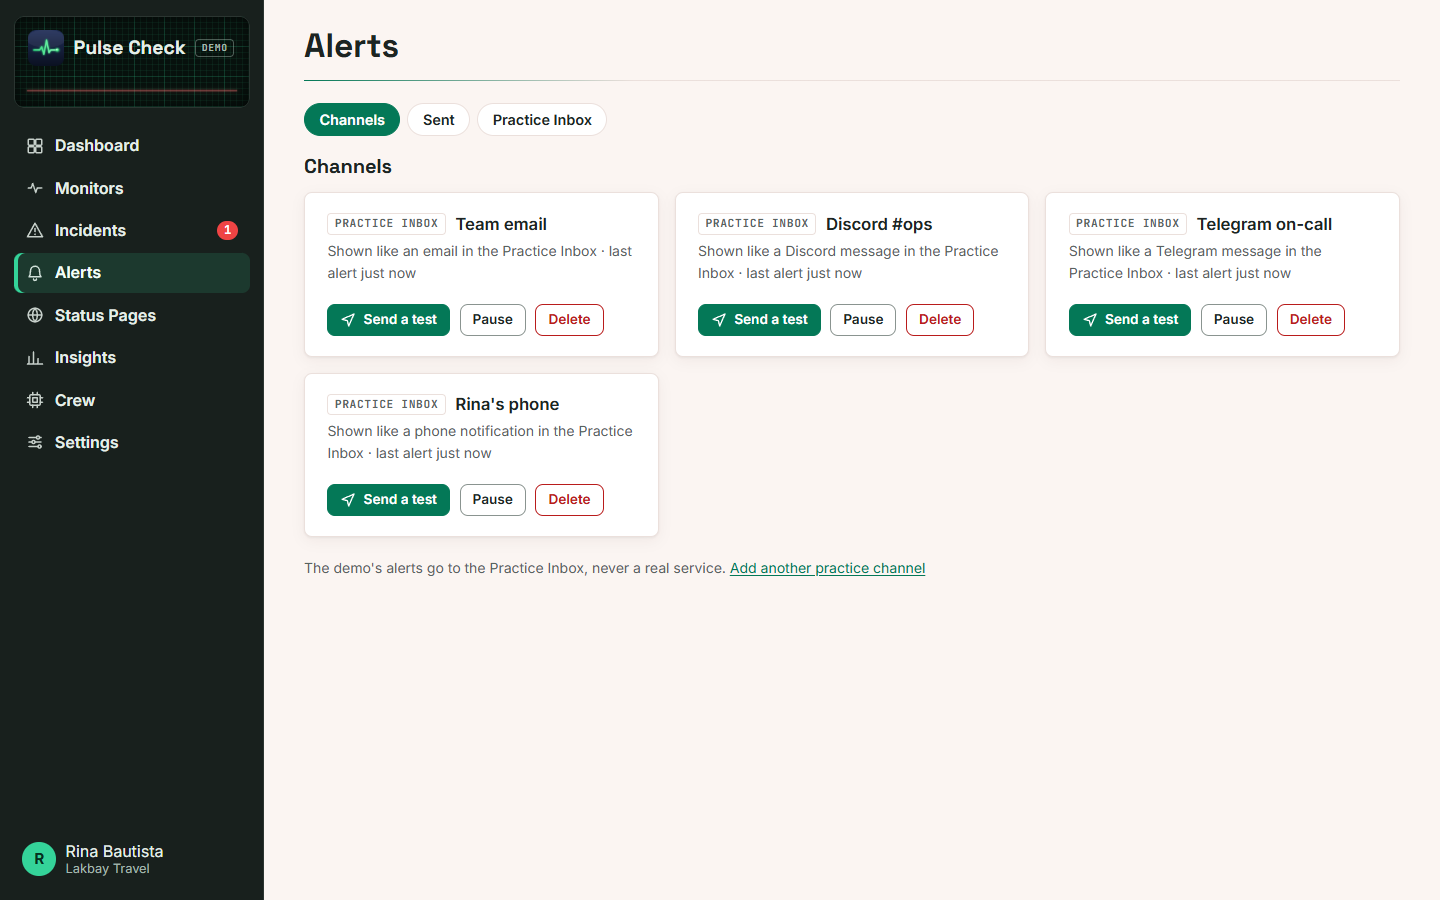 Pulse Check DEMO
Dashboard
Monitors
Incidents 1
Alerts
Status Pages
Insights
Crew
Settings
R
Rina Bautista
Lakbay Travel
Alerts
Channels Sent Practice Inbox
Channels
PRACTICE INBOX Team email
Shown like an email in the Practice Inbox · last
alert just now
Send a test Pause Delete
PRACTICE INBOX Discord #ops
Shown like a Discord message in the Practice
Inbox · last alert just now
Send a test Pause Delete
PRACTICE INBOX Telegram on-call
Shown like a Telegram message in the
Practice Inbox · last alert just now
Send a test Pause Delete
PRACTICE INBOX Rina's phone
Shown like a phone notification in the Practice
Inbox · last alert just now
Send a test Pause Delete
The demo's alerts go to the Practice Inbox, never a real service. Add another practice channel